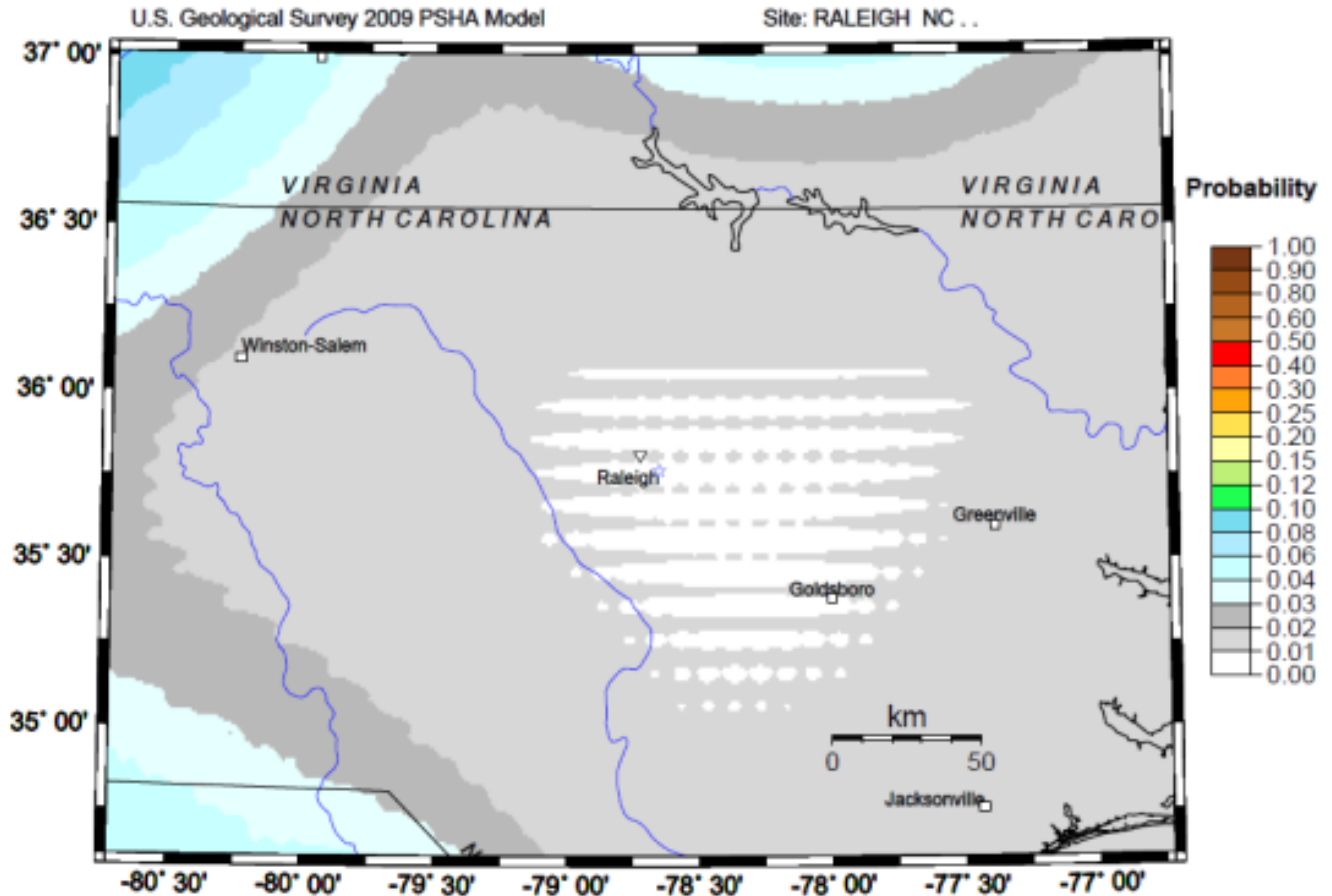 U.S. Geological Survey 2009 PSHA Model Site: RALEIGH NC . .
37° 00'
VIRGINIA VIRGINIA
Probability
36° 30'
NORTH CAROLINA NORTH CARO
1.00
0.90
0.80
0.60
0.50
0.40
0.30
0.25
0.20
0.15
0.12
0.10
0.08
0.06
0.04
0.03
0.02
0.01
0.00
Winston-Salem
36° 00'
Raleigh
Greenville
35° 30'
Goldsboro
35° 00'
km
0 50
Jacksonville
-80° 30' -80° 00' -79° 30' -79° 00' -78° 30' -78° 00' -77° 30' -77° 00'